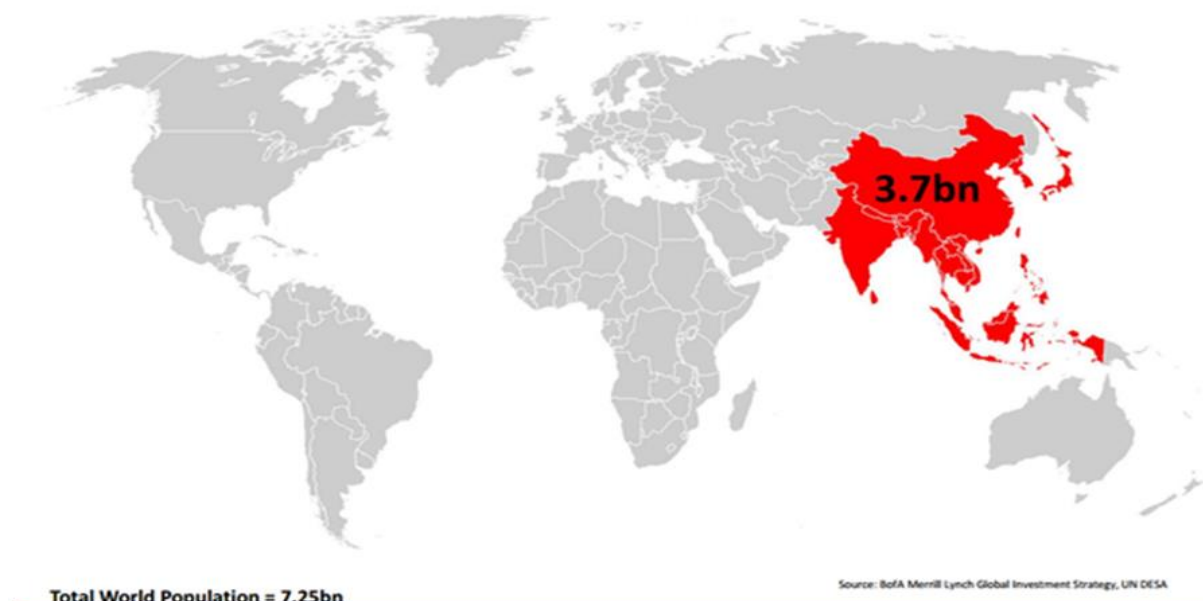 3.7bn
Source: BofA Merrill Lynch Global Investment Strategy, UN DESA
Total World Population = 7.25bn